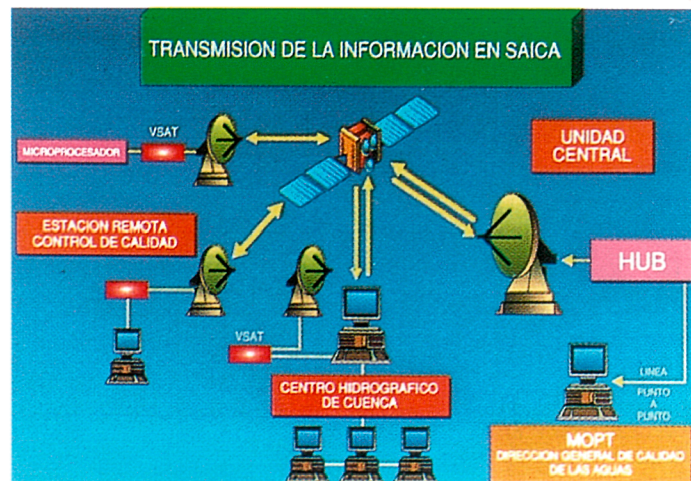 TRANSMISION DE LA INFORMACION EN SAICA
VSAT
MICROPROCESADOR
UNIDAD
CENTRAL
ESTACION REMOTA
CONTROL DE CALIDAD
HUB
VSAT
CENTRO HIDROGRAFICO
DE CUENCA
LINEA
PUNTO
A
PUNTO
MOPT
DIRECCION GENERAL DE CALIDAD
DE LAS AGUAS